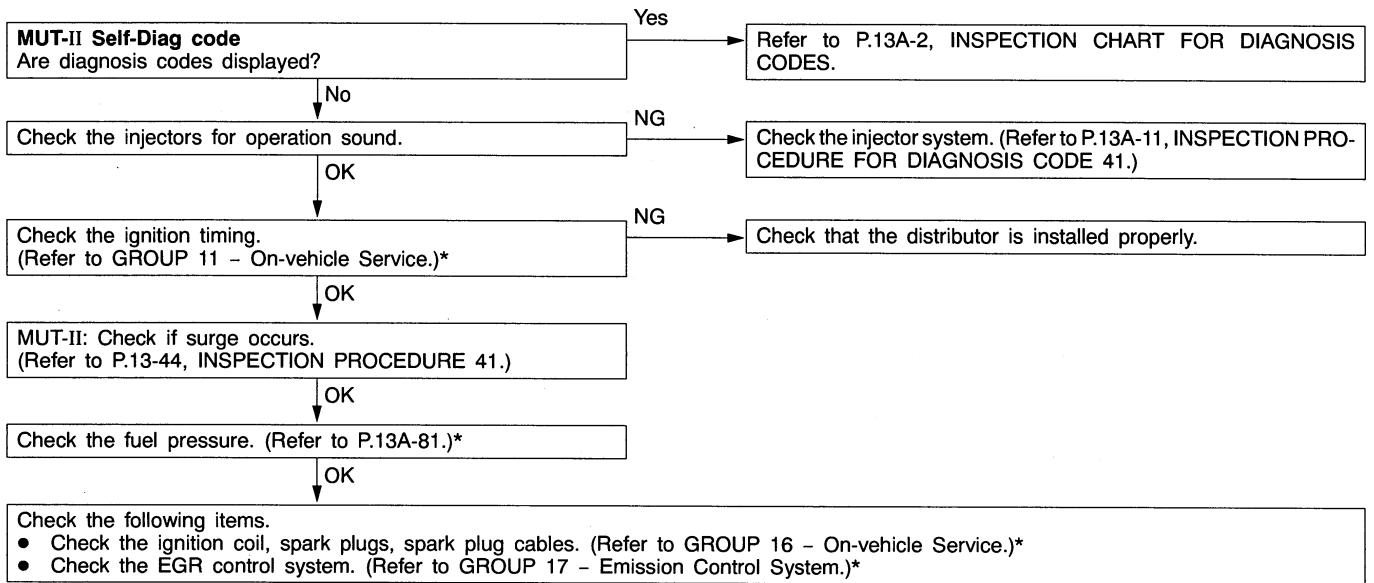 MUT-II Self-Diag code
Are diagnosis codes displayed?
Yes
Refer to P.13A-2, INSPECTION CHART FOR DIAGNOSIS
CODES.
No
Check the injectors for operation sound.
NG
Check the injector system. (Refer to P.13A-11, INSPECTION PRO-
CEDURE FOR DIAGNOSIS CODE 41.)
OK
Check the ignition timing.
(Refer to GROUP 11 – On-vehicle Service.)*
NG
Check that the distributor is installed properly.
OK
MUT-II: Check if surge occurs.
(Refer to P.13-44, INSPECTION PROCEDURE 41.)
OK
Check the fuel pressure. (Refer to P.13A-81.)*
OK
Check the following items.
● Check the ignition coil, spark plugs, spark plug cables. (Refer to GROUP 16 – On-vehicle Service.)*
● Check the EGR control system. (Refer to GROUP 17 – Emission Control System.)*